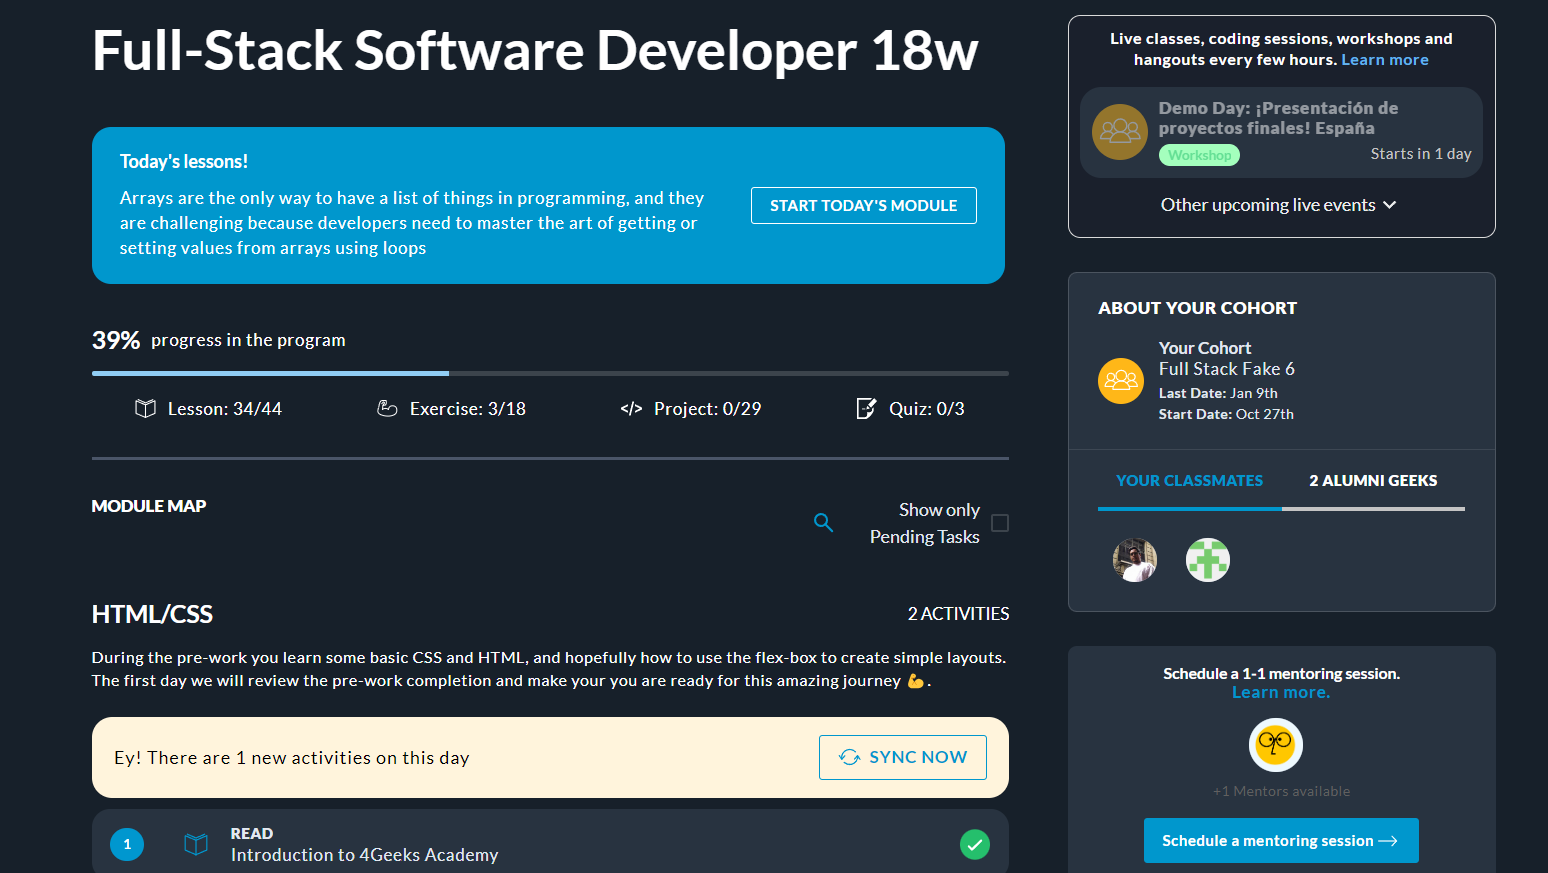 Full-Stack Software Developer 18w
Today's lessons!
Arrays are the only way to have a list of things in programming, and they
are challenging because developers need to master the art of getting or
setting values from arrays using loops
START TODAY'S MODULE
39% progress in the program
Lesson: 34/44
Exercise: 3/18
Project: 0/29
Quiz: 0/3
MODULE MAP
Show only
Pending Tasks
HTML/CSS
2 ACTIVITIES
During the pre-work you learn some basic CSS and HTML, and hopefully how to use the flex-box to create simple layouts.
The first day we will review the pre-work completion and make your you are ready for this amazing journey 💪.
Ey! There are 1 new activities on this day
SYNC NOW
1
READ
Introduction to 4Geeks Academy
Live classes, coding sessions, workshops and
hangouts every few hours. Learn more
Demo Day: ¡Presentación de
proyectos finales! España
Workshop
Starts in 1 day
Other upcoming live events
ABOUT YOUR COHORT
Your Cohort
Full Stack Fake 6
Last Date: Jan 9th
Start Date: Oct 27th
YOUR CLASSMATES
2 ALUMNI GEEKS
Schedule a 1-1 mentoring session.
Learn more.
+1 Mentors available
Schedule a mentoring session →